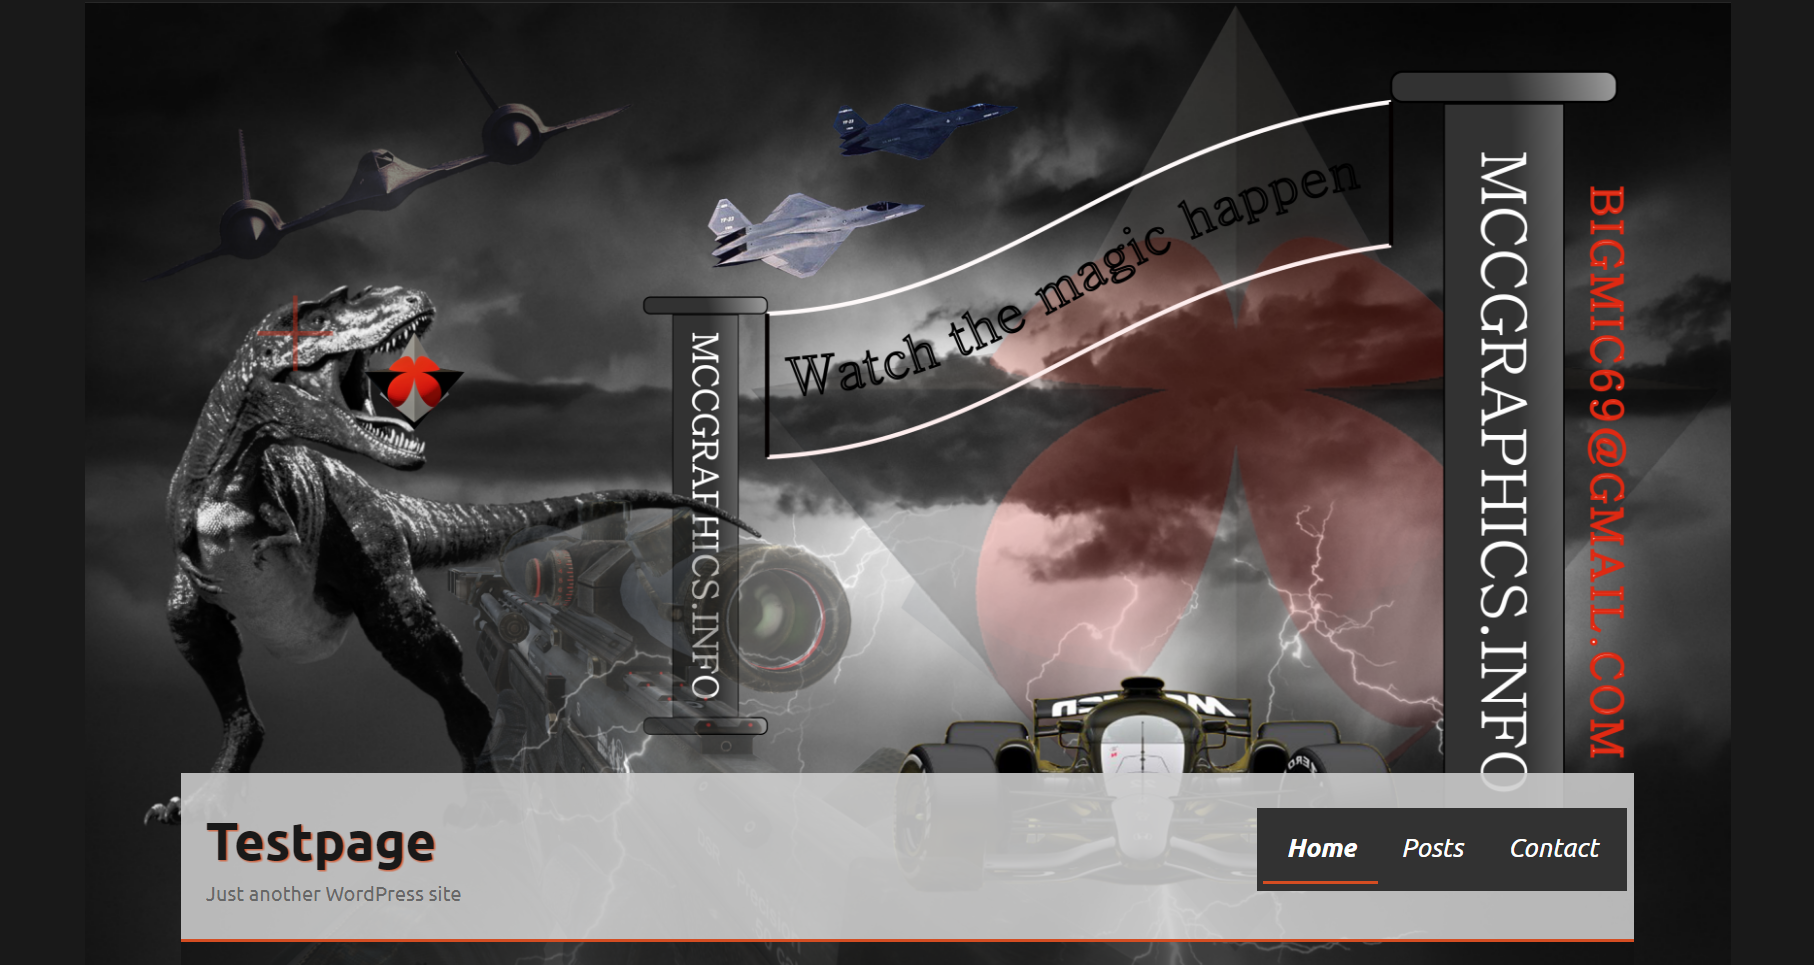 Watch the magic happen
MCCGRAPHICS.INFO
MCCGRAPHICS.INFO
BIGMIC69@GMAIL.COM
Testpage
Just another WordPress site
Home
Posts
Contact